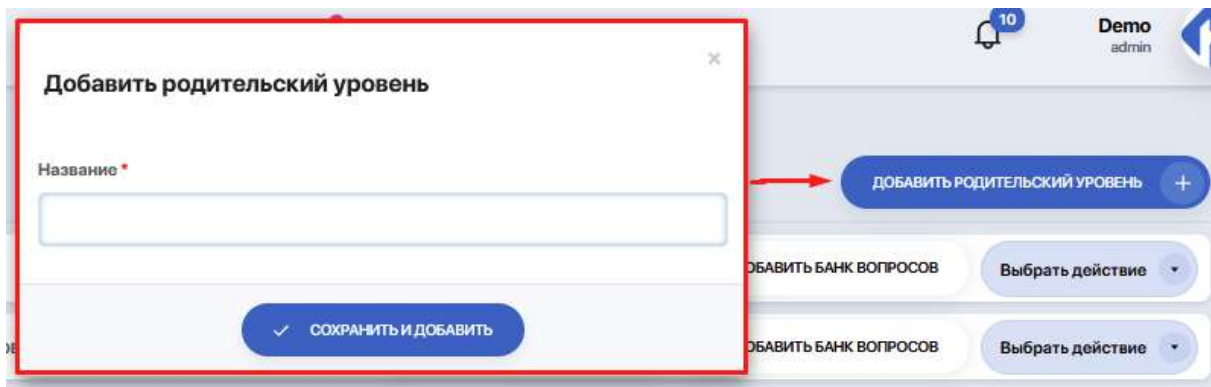 10
Demo
admin
Добавить родительский уровень
×
Название *
ДОБАВИТЬ РОДИТЕЛЬСКИЙ УРОВЕНЬ +
БАВИТЬ БАНК ВОПРОСОВ Выбрать действие
СОХРАНИТЬ И ДОБАВИТЬ
БАВИТЬ БАНК ВОПРОСОВ Выбрать действие